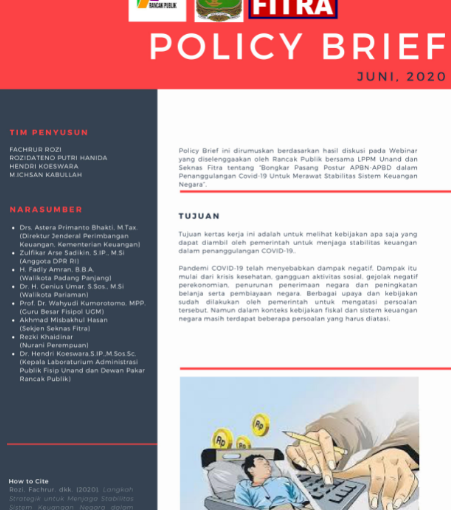 RANCAK PUBLIK
FITRA
POLICY BRIEF
JUNI, 2020
TIM PENYUSUN
FACHRUR ROZI
ROZIDATENO PUTRI HANIDA
HENDRI KOESWARA
M.ICHSAN KABULLAH
NARASUMBER
Drs. Astera Primanto Bhakti, M.Tax.
(Direktur Jenderal Perimbangan
Keuangan, Kementerian Keuangan)
Zulfikar Arse Sadikin, S.IP., M.Si
(Anggota DPR RI)
H. Fadly Amran, B.B.A.
(Walikota Padang Panjang)
Dr. H. Genius Umar, S.Sos., M.Si
(Walikota Pariaman)
Prof. Dr. Wahyudi Kumorotomo, MPP.
(Guru Besar Fisipol UGM)
Akhmad Misbakhul Hasan
(Sekjen Seknas Fitra)
Rezki Khaidinar
(Nurani Perempuan)
Dr. Hendri Koeswara,S.IP.,M.Sos.Sc.
(Kepala Laboraturium Administrasi
Publik Fisip Unand dan Dewan Pakar
Rancak Publik)
How to Cite
Rozi, Fachrur, dkk. (2020). Langkah
Strategik untuk Menjaga Stabilitas
Sistem Keuangan Negara dalam
Policy Brief ini dirumuskan berdasarkan hasil diskusi pada Webinar
yang diselenggaakan oleh Rancak Publik bersama LPPM Unand dan
Seknas Fitra tentang "Bongkar Pasang Postur APBN-APBD dalam
Penanggulangan Covid-19 Untuk Merawat Stabilitas Sistem Keuangan
Negara".
TUJUAN
Tujuan kertas kerja ini adalah untuk melihat kebijakan apa saja yang
dapat diambil oleh pemerintah untuk menjaga stabilitas keuangan
dalam penanggulangan COVID-19.
Pandemi COVID-19 telah menyebabkan dampak negatif. Dampak itu
mulai dari krisis kesehatan, gangguan aktivitas sosial, gejolak negatif
perekonomian, penurunan penerimaan negara dan peningkatan
belanja serta pembiayaan negara. Berbagai upaya dan kebijakan
sudah dilakukan oleh pemerintah untuk mengatasi persoalan
tersebut. Namun dalam konteks kebijakan fiskal dan sistem keuangan
negara masih terdapat beberapa persoalan yang harus diatasi.
Rp
Rp